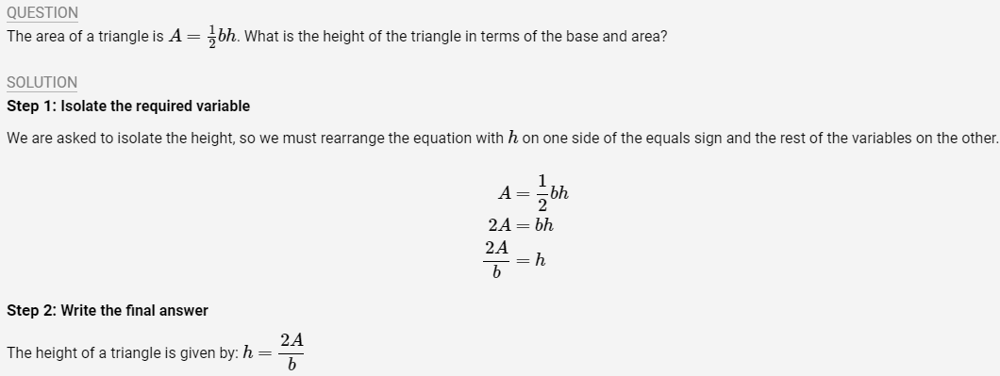 QUESTION
The area of a triangle is A = 1/2 bh. What is the height of the triangle in terms of the base and area?
SOLUTION
Step 1: Isolate the required variable
We are asked to isolate the height, so we must rearrange the equation with h on one side of the equals sign and the rest of the variables on the other.
A = 1/2 bh
2A = bh
2A/b = h
Step 2: Write the final answer
The height of a triangle is given by: h = 2A/b